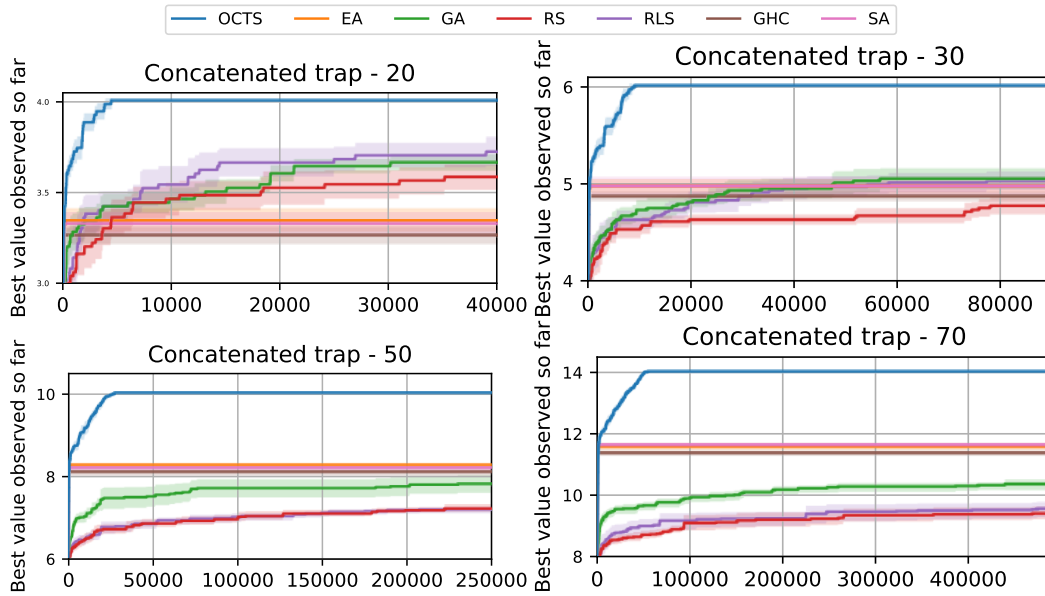 OCTS EA GA RS RLS GHC SA
Concatenated trap - 20
Best value observed so far
4.0
3.5
3.0
0 10000 20000 30000 40000
Concatenated trap - 30
Best value observed so far
6
5
4
0 20000 40000 60000 80000
Concatenated trap - 50
Best value observed so far
10
8
6
0 50000 100000 150000 200000 250000
Concatenated trap - 70
Best value observed so far
14
12
10
8
0 100000 200000 300000 400000